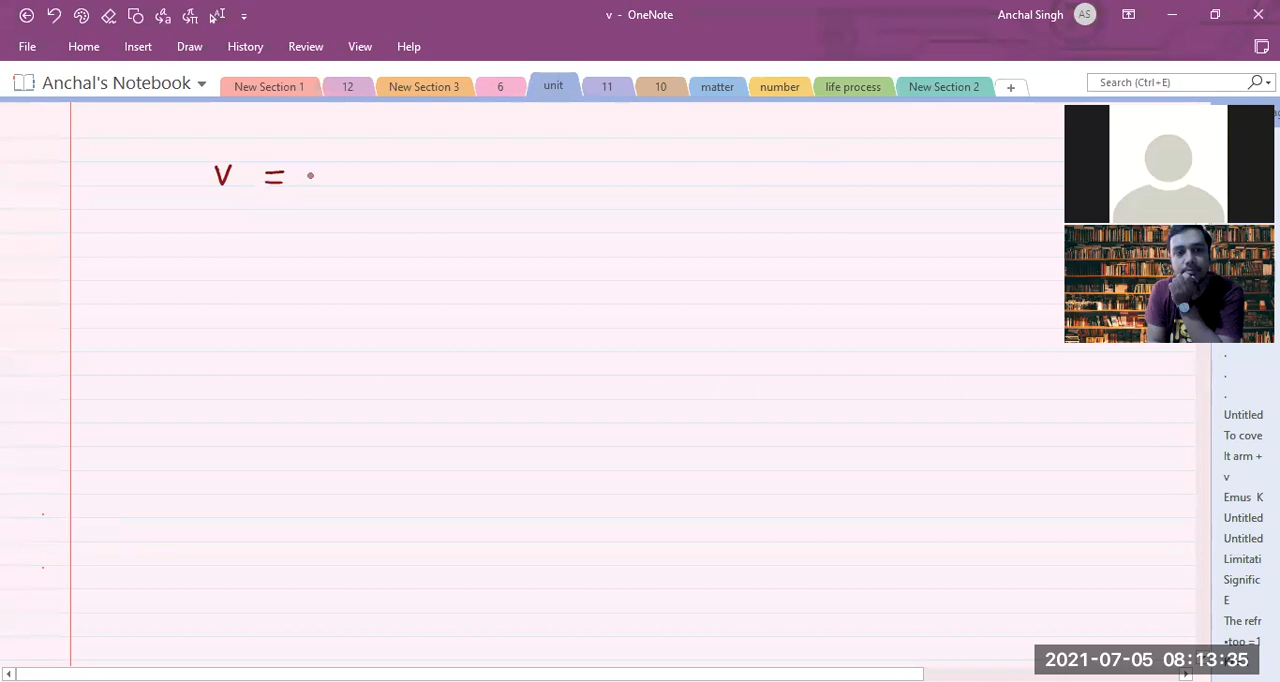 v - OneNote
Anchal Singh
AS
File Home Insert Draw History Review View Help
Anchal's Notebook
New Section 1 12 New Section 3 6 unit 11 10 matter number life process New Section 2 +
Search (Ctrl+E)
v =
.
.
.
Untitled
To cove
It arm +
v
Emus K
Untitled
Untitled
Limitati
Signific
E
The refr
•too =1
2021-07-05 08:13:35